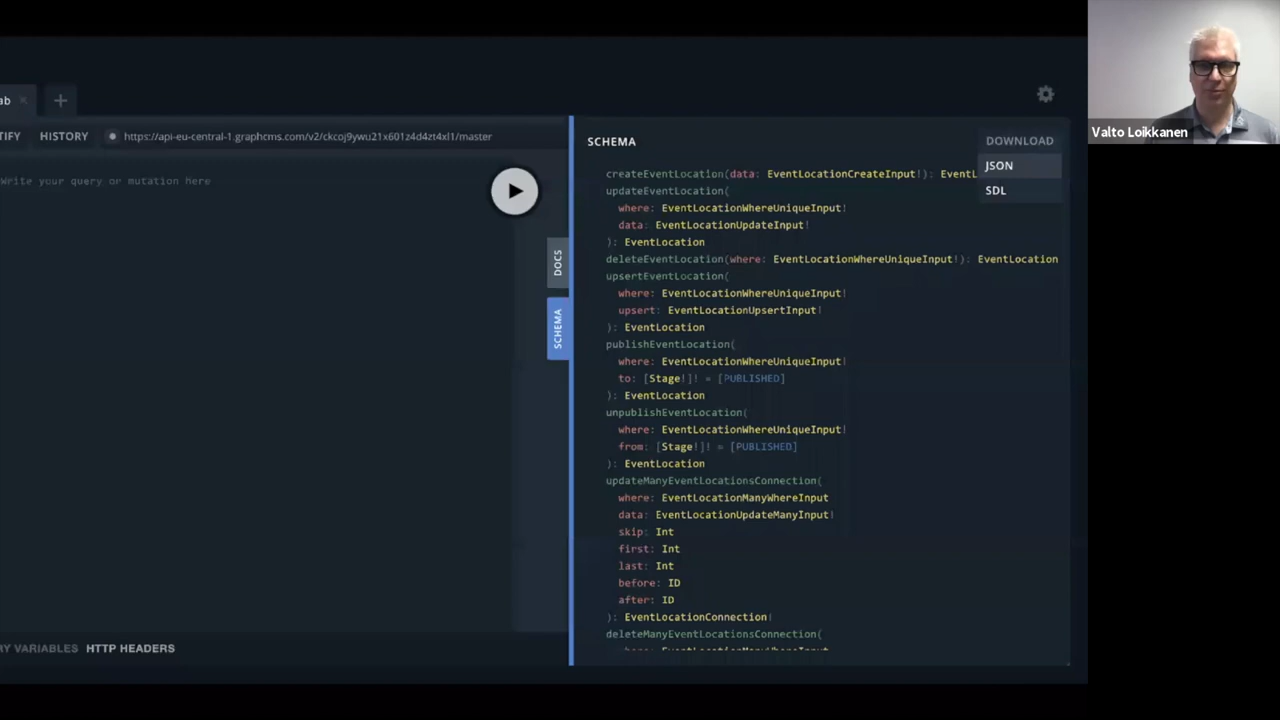 ab
TIFY
HISTORY
https://api-eu-central-1.graphcms.com/v2/ckcoj9ywu21x601z4d4zt4xl1/master
Write your query or mutation here
DOCS
SCHEMA
Y VARIABLES
HTTP HEADERS
SCHEMA
DOWNLOAD
JSON
SDL
createEventLocation(data: EventLocationCreateInput!): EventL
updateEventLocation(
where: EventLocationWhereUniqueInput!
data: EventLocationUpdateInput!
): EventLocation
deleteEventLocation(where: EventLocationWhereUniqueInput!): EventLocation
upsertEventLocation(
where: EventLocationWhereUniqueInput!
upsert: EventLocationUpsertInput!
): EventLocation
publishEventLocation(
where: EventLocationWhereUniqueInput!
to: [Stage!]! = [PUBLISHED]
): EventLocation
unpublishEventLocation(
where: EventLocationWhereUniqueInput!
from: [Stage!]! = [PUBLISHED]
): EventLocation
updateManyEventLocationsConnection(
where: EventLocationManyWhereInput
data: EventLocationUpdateManyInput!
skip: Int
first: Int
last: Int
before: ID
after: ID
): EventLocationConnection!
deleteManyEventLocationsConnection(
where: EventLocationManyWhereInput
Valto Loikkanen